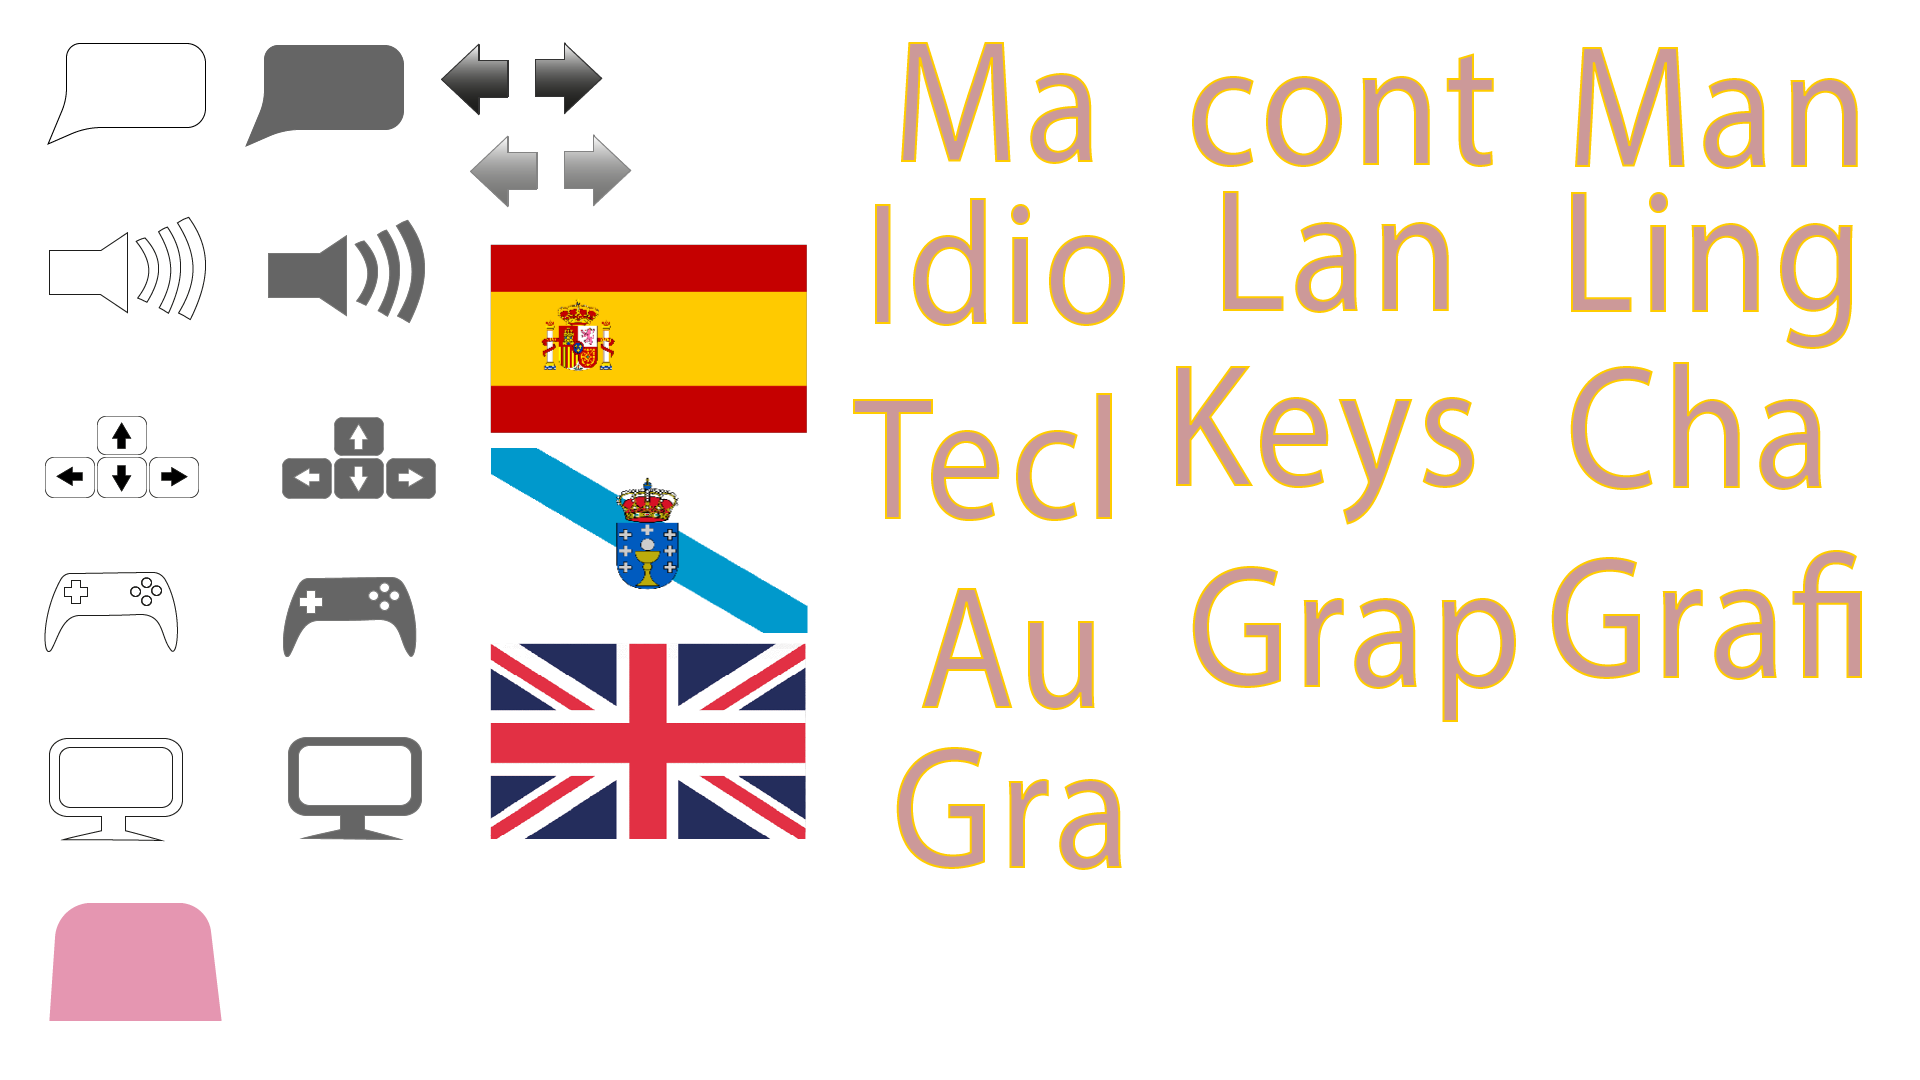 Ma cont Man
Idio Lan Ling
Tecl Keys Cha
Au Grap Grafi
Gra